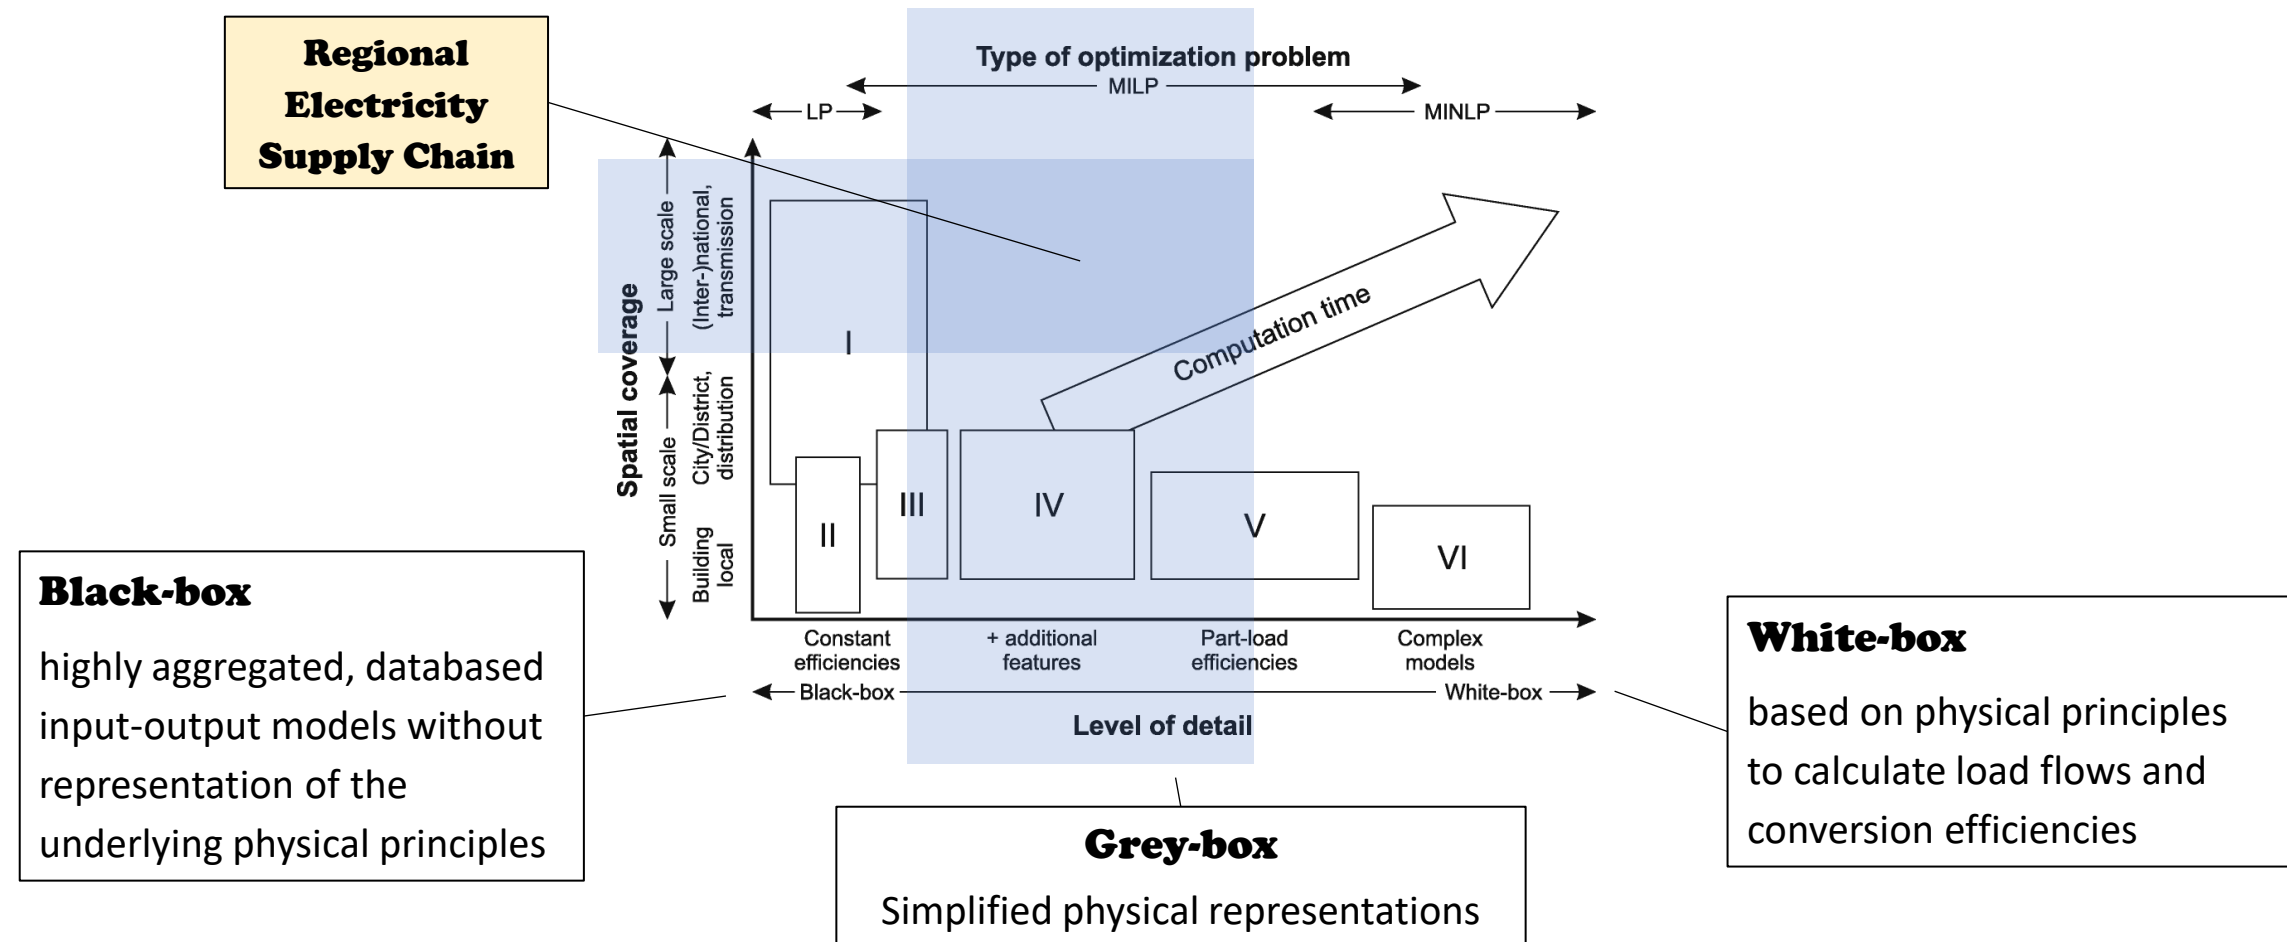 Regional
Electricity
Supply Chain
Type of optimization problem
MILP
LP
MINLP
Spatial coverage
Large scale
(Inter-)national,
transmission
Small scale
City/District,
distribution
Building
local
I
II
III
IV
V
VI
Computation time
Constant
efficiencies
+ additional
features
Part-load
efficiencies
Complex
models
Black-box
White-box
Level of detail
Black-box
highly aggregated, databased
input-output models without
representation of the
underlying physical principles
Grey-box
Simplified physical representations
White-box
based on physical principles
to calculate load flows and
conversion efficiencies